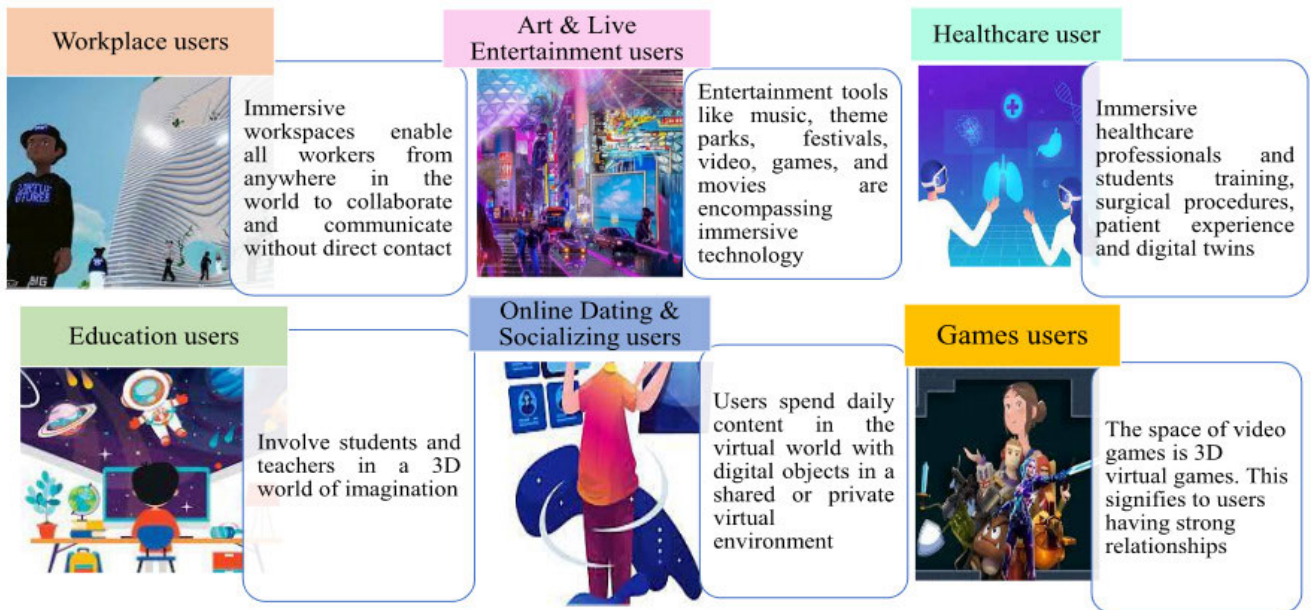 Workplace users
Immersive
workspaces enable
all workers from
anywhere in the
world to collaborate
and communicate
without direct contact
Art & Live
Entertainment users
Entertainment tools
like music, theme
parks, festivals,
video, games, and
movies are
encompassing
immersive
technology
Healthcare user
Immersive
healthcare
professionals and
students training,
surgical procedures,
patient experience
and digital twins
Education users
Involve students and
teachers in a 3D
world of imagination
Online Dating &
Socializing users
Users spend daily
content in the
virtual world with
digital objects in a
shared or private
virtual
environment
Games users
The space of video
games is 3D
virtual games. This
signifies to users
having strong
relationships